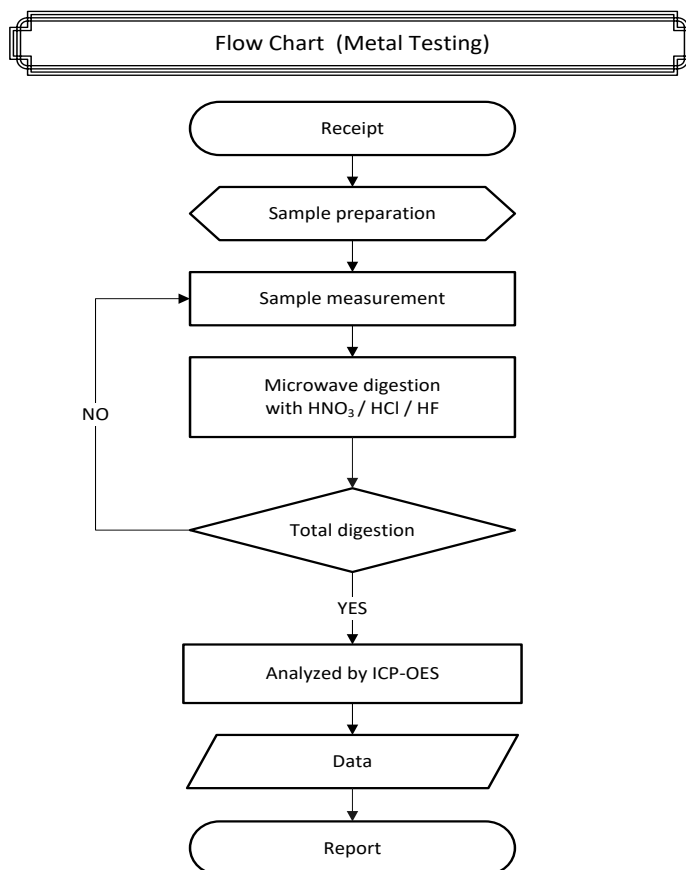 Flow Chart (Metal Testing)
Receipt
Sample preparation
Sample measurement
Microwave digestion
with HNO₃ / HCl / HF
NO
Total digestion
YES
Analyzed by ICP-OES
Data
Report